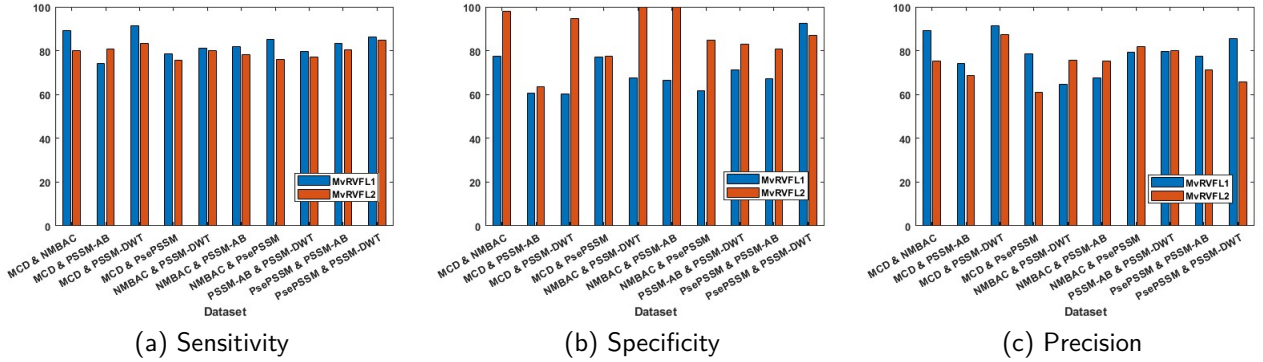 100
80
60
40
20
0
MvRVFL1
MvRVFL2
MCD & NMBAC
MCD & PSSM-AB
MCD & PSSM-DWT
MCD & PsePSSM
NMBAC & PSSM-DWT
NMBAC & PSSM-AB
NMBAC & PsePSSM
PSSM-AB & PSSM-DWT
PsePSSM & PSSM-AB
PsePSSM & PSSM-DWT
Dataset
(a) Sensitivity
100
80
60
40
20
0
MvRVFL1
MvRVFL2
MCD & NMBAC
MCD & PSSM-AB
MCD & PSSM-DWT
MCD & PsePSSM
NMBAC & PSSM-DWT
NMBAC & PSSM-AB
NMBAC & PsePSSM
PSSM-AB & PSSM-DWT
PsePSSM & PSSM-AB
PsePSSM & PSSM-DWT
Dataset
(b) Specificity
100
80
60
40
20
0
MvRVFL1
MvRVFL2
MCD & NMBAC
MCD & PSSM-AB
MCD & PSSM-DWT
MCD & PsePSSM
NMBAC & PSSM-DWT
NMBAC & PSSM-AB
NMBAC & PsePSSM
PSSM-AB & PSSM-DWT
PsePSSM & PSSM-AB
PsePSSM & PSSM-DWT
Dataset
(c) Precision